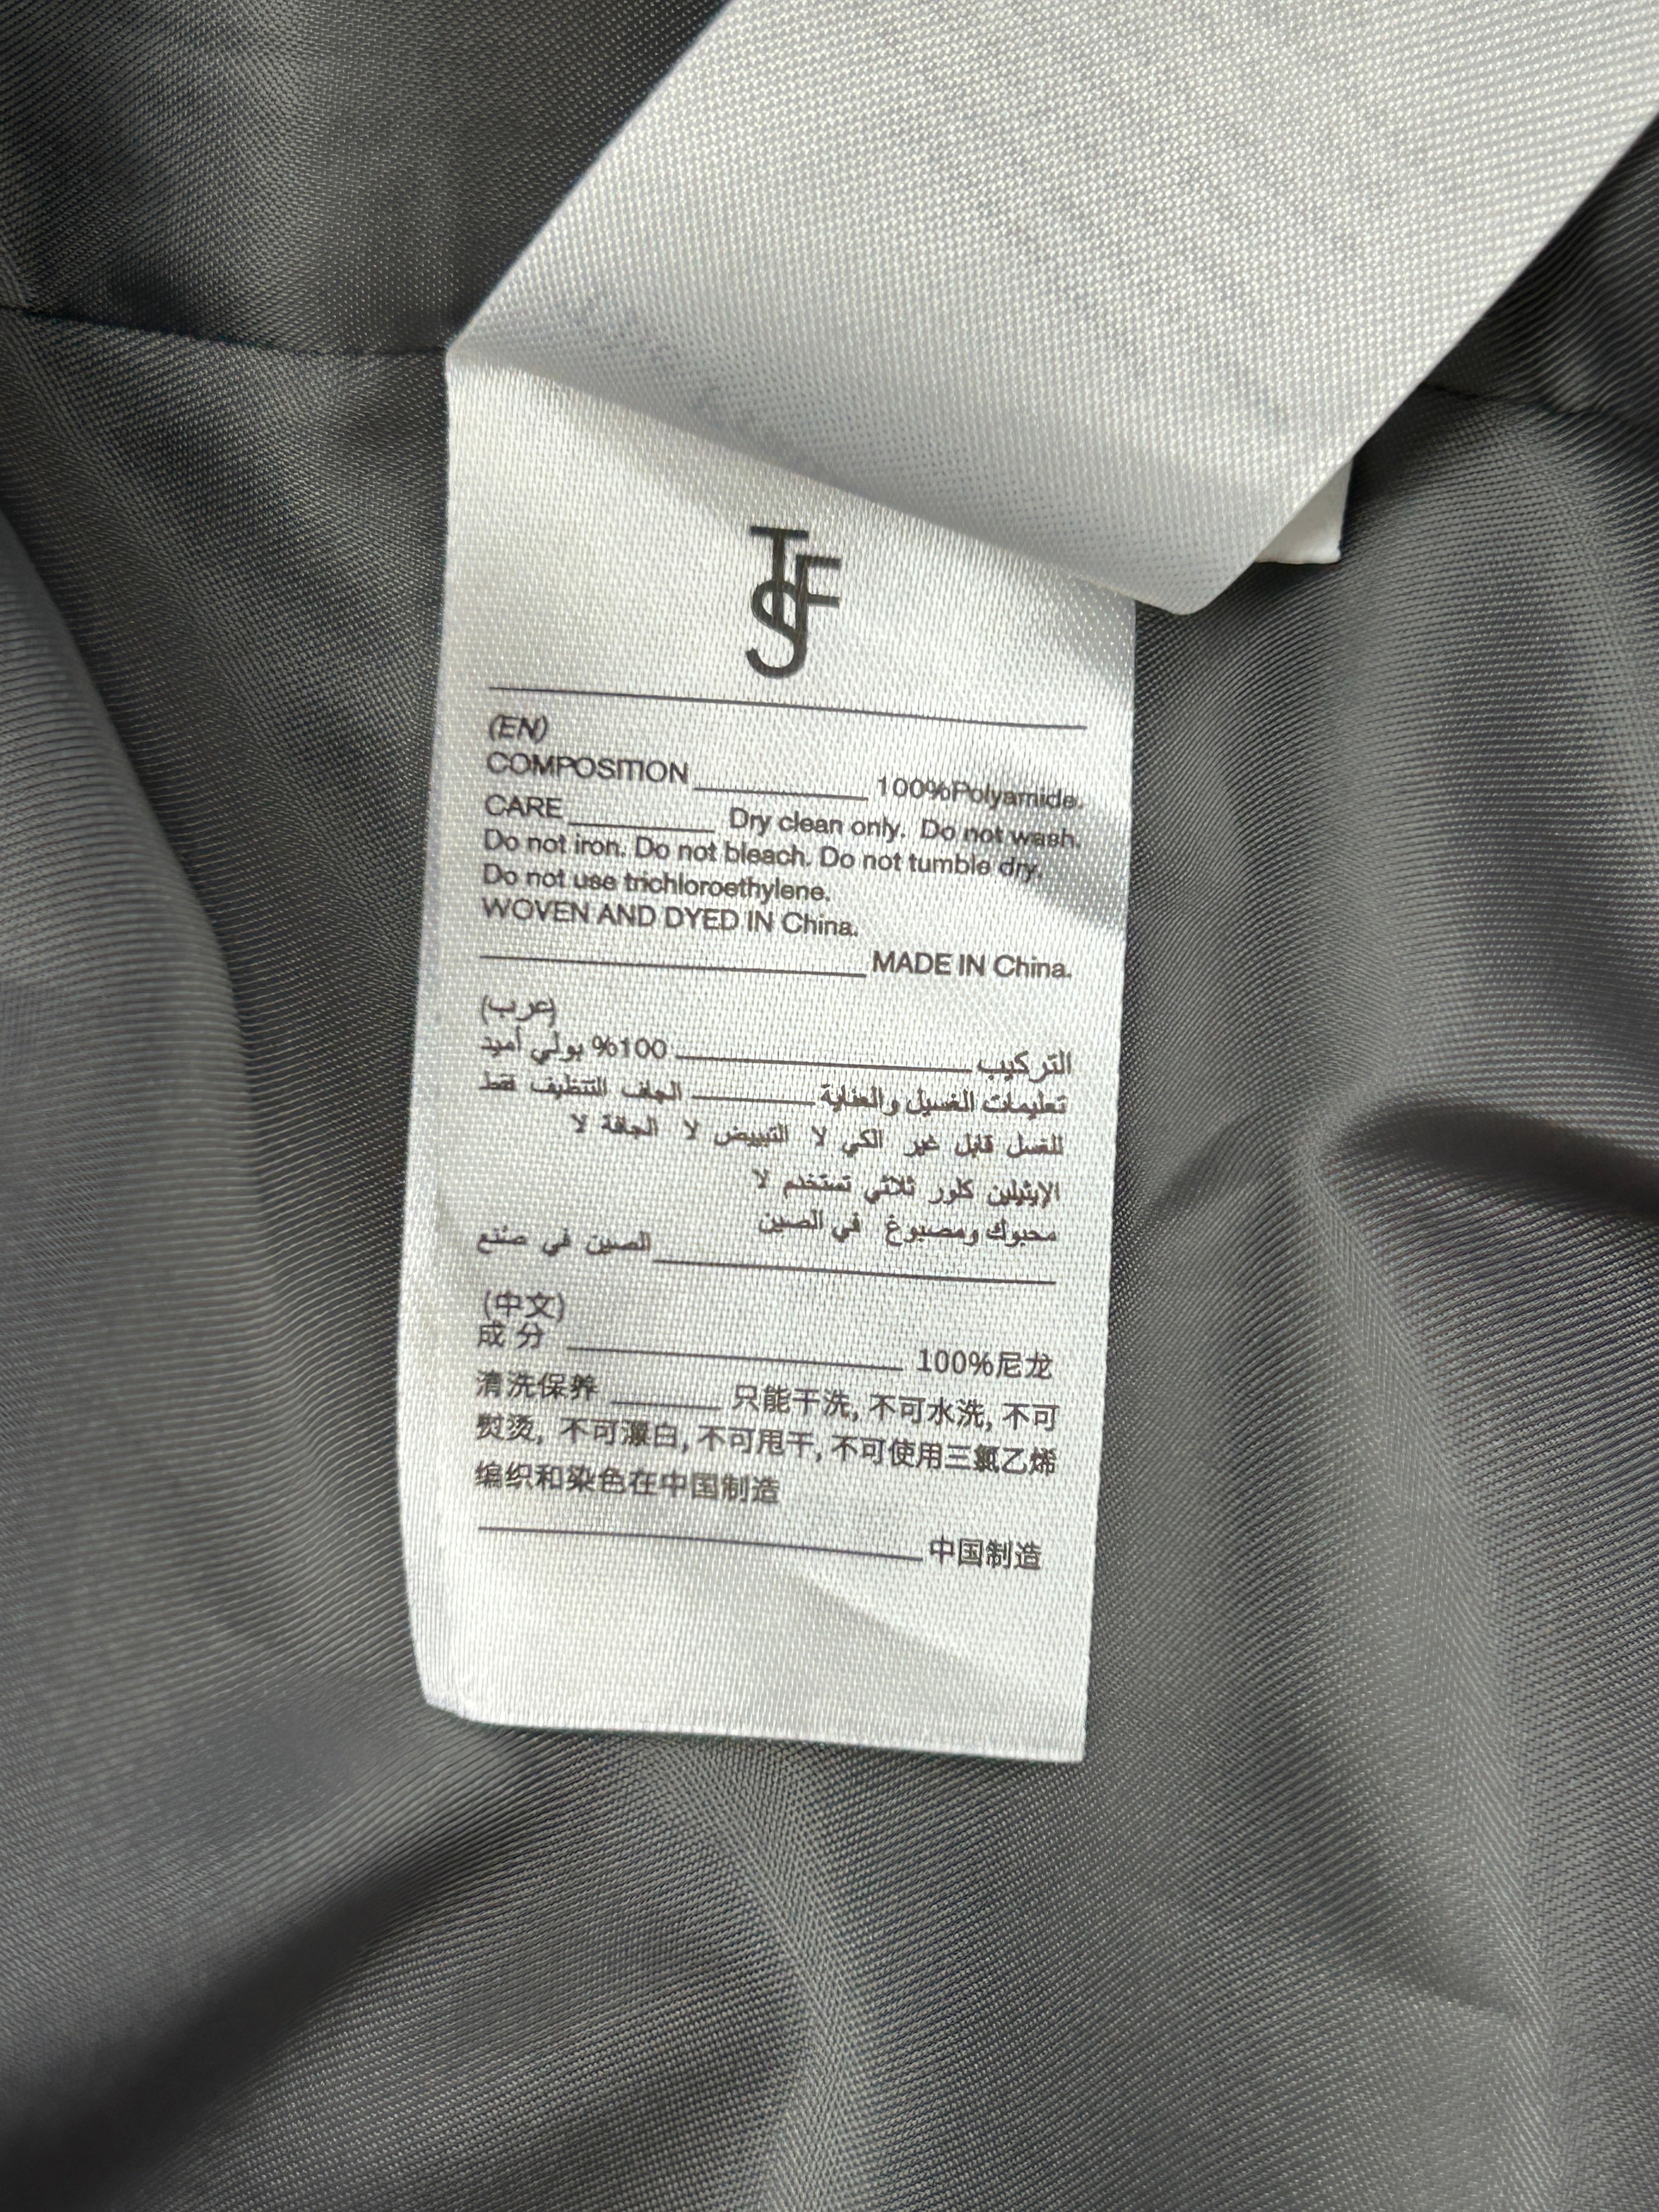 TFS
(EN)
COMPOSITION 100%Polyamide.
CARE Dry clean only. Do not wash.
Do not iron. Do not bleach. Do not tumble dry.
Do not use trichloroethylene.
WOVEN AND DYED IN China.
MADE IN China.
(عرب)
التركيب 100% بولي أميد
تعليمات الغسيل والعناية الجاف التنظيف فقط
للغسل قابل غير الكي لا التبييض لا الجافة لا
الإيثيلين كلور ثلاثي تستخدم لا
محبوك ومصبوغ في الصين
الصين في صنع
(中文)
成分 100%尼龙
清洗保养 只能干洗, 不可水洗, 不可
熨烫, 不可漂白, 不可甩干, 不可使用三氯乙烯
编织和染色在中国制造
中国制造